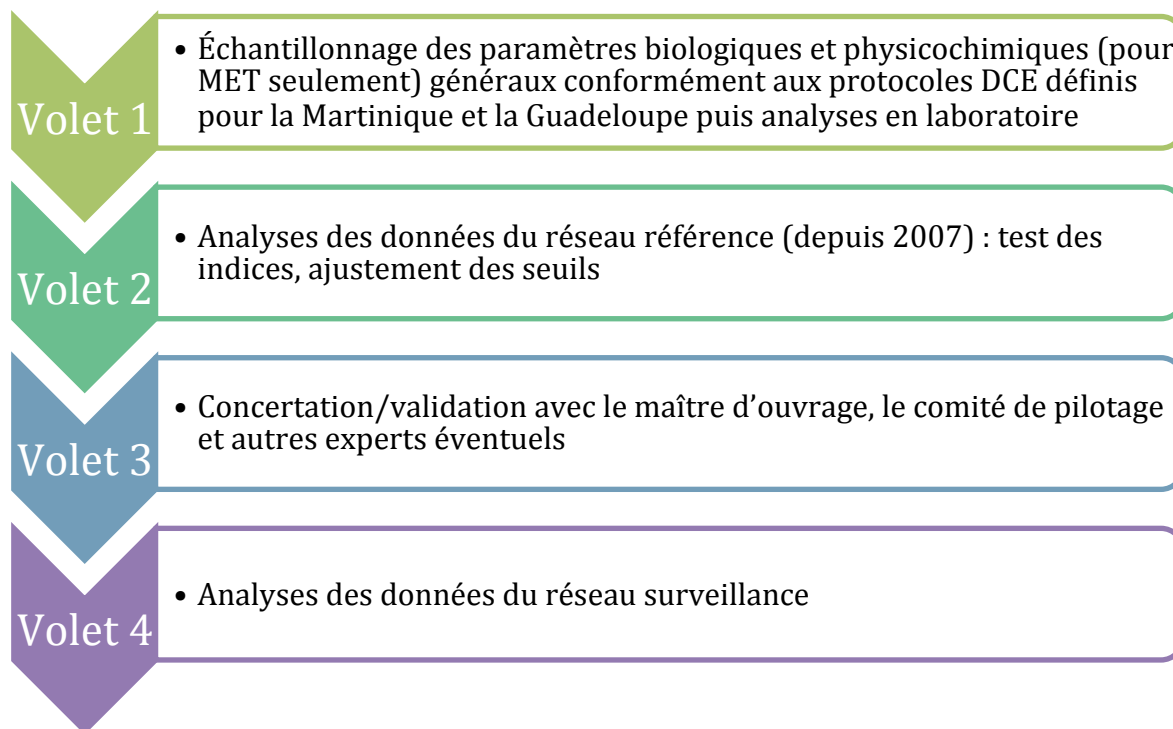 Volet 1
• Échantillonnage des paramètres biologiques et physicochimiques (pour
MET seulement) généraux conformément aux protocoles DCE définis
pour la Martinique et la Guadeloupe puis analyses en laboratoire
Volet 2
• Analyses des données du réseau référence (depuis 2007) : test des
indices, ajustement des seuils
Volet 3
• Concertation/validation avec le maître d’ouvrage, le comité de pilotage
et autres experts éventuels
Volet 4
• Analyses des données du réseau surveillance